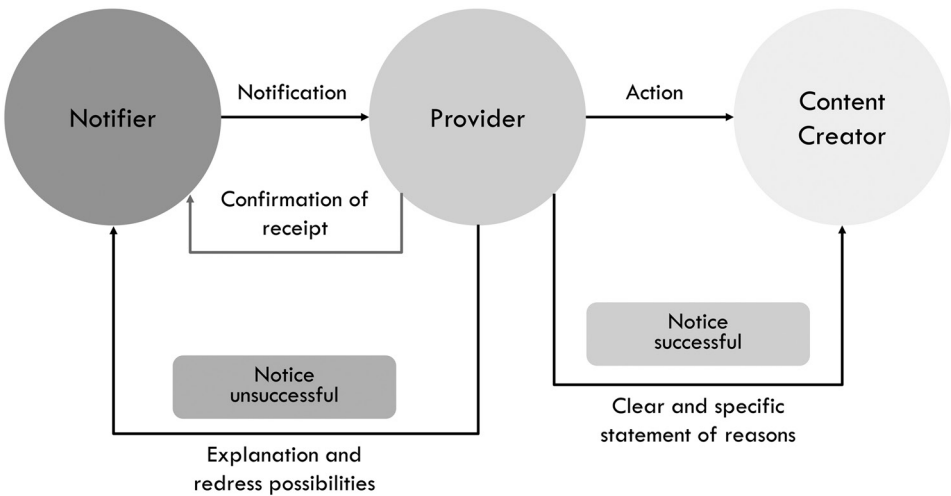 Notifier
Notification
Provider
Action
Content
Creator
Confirmation of
receipt
Notice
successful
Notice
unsuccessful
Clear and specific
statement of reasons
Explanation and
redress possibilities